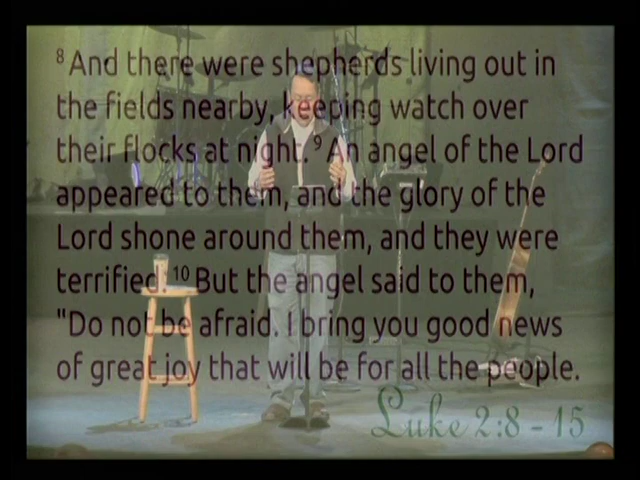 8 And there were shepherds living out in
the fields nearby, keeping watch over
their flocks at night. 9 An angel of the Lord
appeared to them, and the glory of the
Lord shone around them, and they were
terrified. 10 But the angel said to them,
"Do not be afraid. I bring you good news
of great joy that will be for all the people.
Luke 2:8 - 15